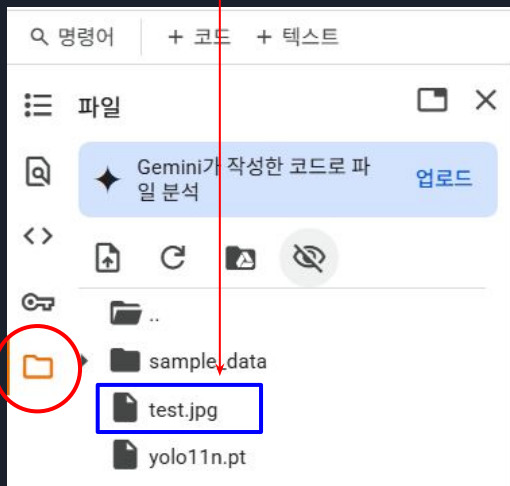 명령어 + 코드 + 텍스트
파일
Gemini가 작성한 코드로 파
일 분석
업로드
..
sample_data
test.jpg
yolo11n.pt